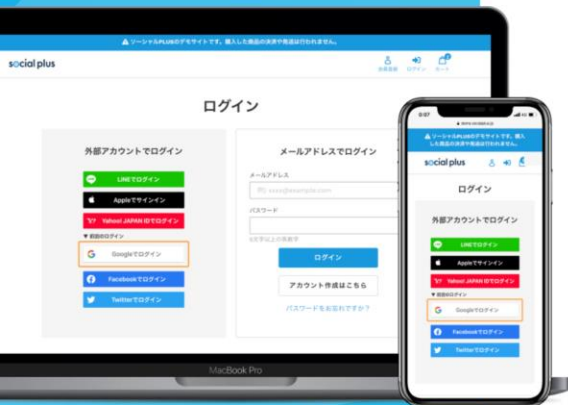 ▲ ソーシャルPLUSのデモサイトです。購入した商品の決済や発送は行われません。
social plus
会員登録 ログイン カート
ログイン
外部アカウントでログイン
LINEでログイン
Appleでサインイン
Yahoo! JAPAN IDでログイン
▼ 前回のログイン
Googleでログイン
Facebookでログイン
Twitterでログイン
メールアドレスでログイン
メールアドレス
パスワード
ログイン
アカウント作成はこちら
パスワードをお忘れですか?
MacBook Pro
▲ ソーシャルPLUSのデモサイトです。購入
した商品の決済や発送は行われません。
social plus
ログイン
外部アカウントでログイン
LINEでログイン
Appleでサインイン
Yahoo! JAPAN IDでログイン
▼ 前回のログイン
Googleでログイン
Facebookでログイン
Twitterでログイン